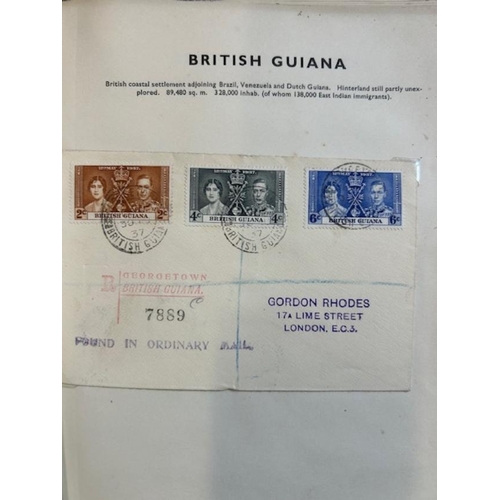 BRITISH GUIANA
British coastal settlement adjoining Brazil, Venezuela and Dutch Guiana. Hinterland still partly unex-
plored. 89,480 sq. m. 328,000 inhab. (of whom 138,000 East Indian immigrants).
2c 2c
BRITISH GUIANA
4c 4c
BRITISH GUIANA
6c 6c
BRITISH GUIANA
37
BRITISH GUIANA
37
BRITISH GUIANA
R GEORGETOWN
BRITISH GUIANA.
7889
FOUND IN ORDINARY MAIL.
GORDON RHODES
17A LIME STREET
LONDON, E.C.3.